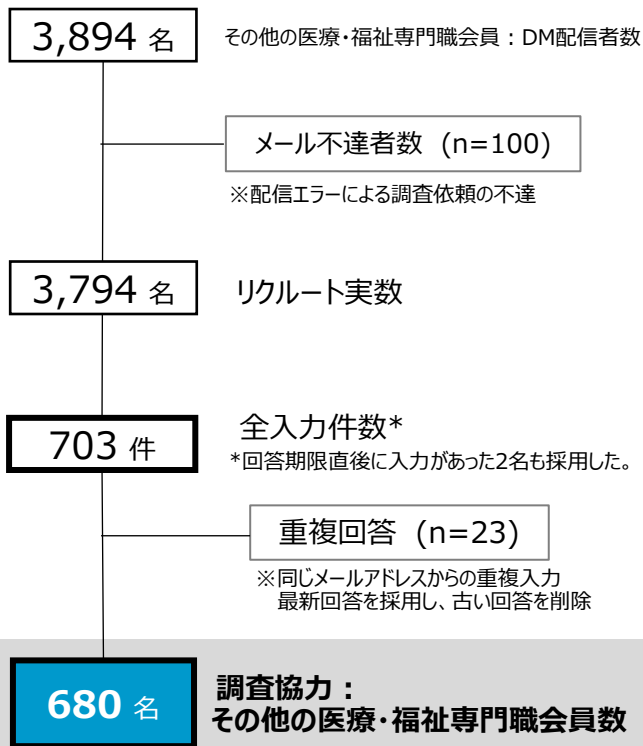 3,894 名
その他の医療・福祉専門職会員：DM配信者数
メール不達者数 (n=100)
※配信エラーによる調査依頼の不達
3,794 名
リクルート実数
703 件
全入力件数*
*回答期限直後に入力があった2名も採用した。
重複回答 (n=23)
※同じメールアドレスからの重複入力
最新回答を採用し、古い回答を削除
680 名
調査協力：
その他の医療・福祉専門職会員数